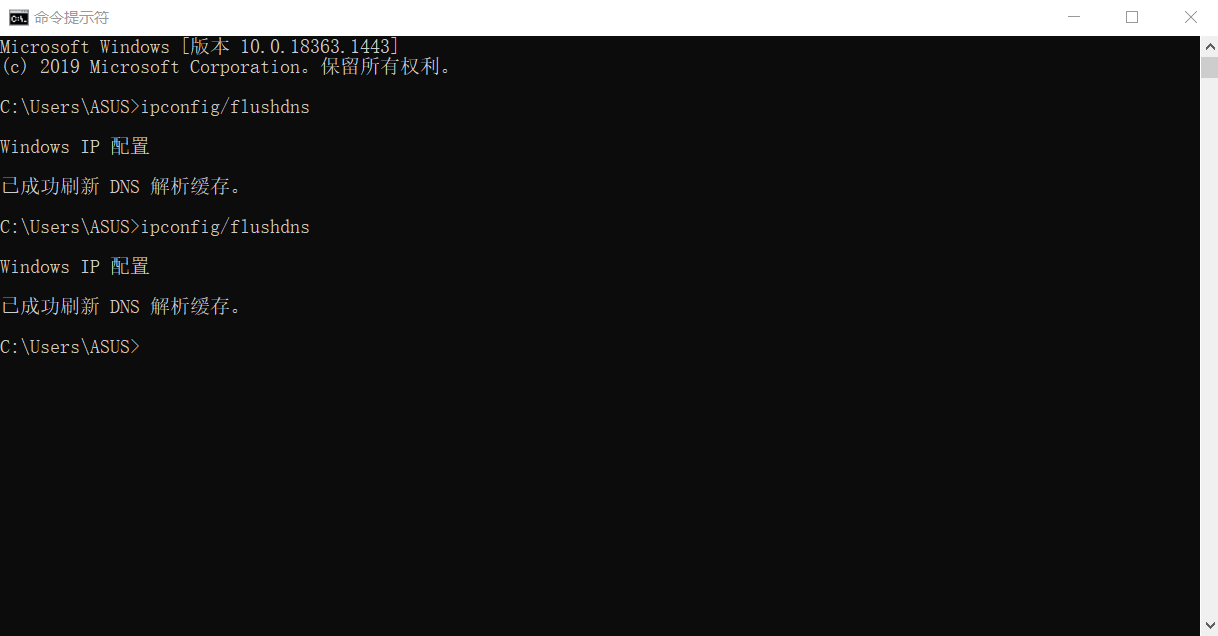 命令提示符
Microsoft Windows [版本 10.0.18363.1443]
(c) 2019 Microsoft Corporation。保留所有权利。
C:\Users\ASUS>ipconfig/flushdns
Windows IP 配置
已成功刷新 DNS 解析缓存。
C:\Users\ASUS>ipconfig/flushdns
Windows IP 配置
已成功刷新 DNS 解析缓存。
C:\Users\ASUS>